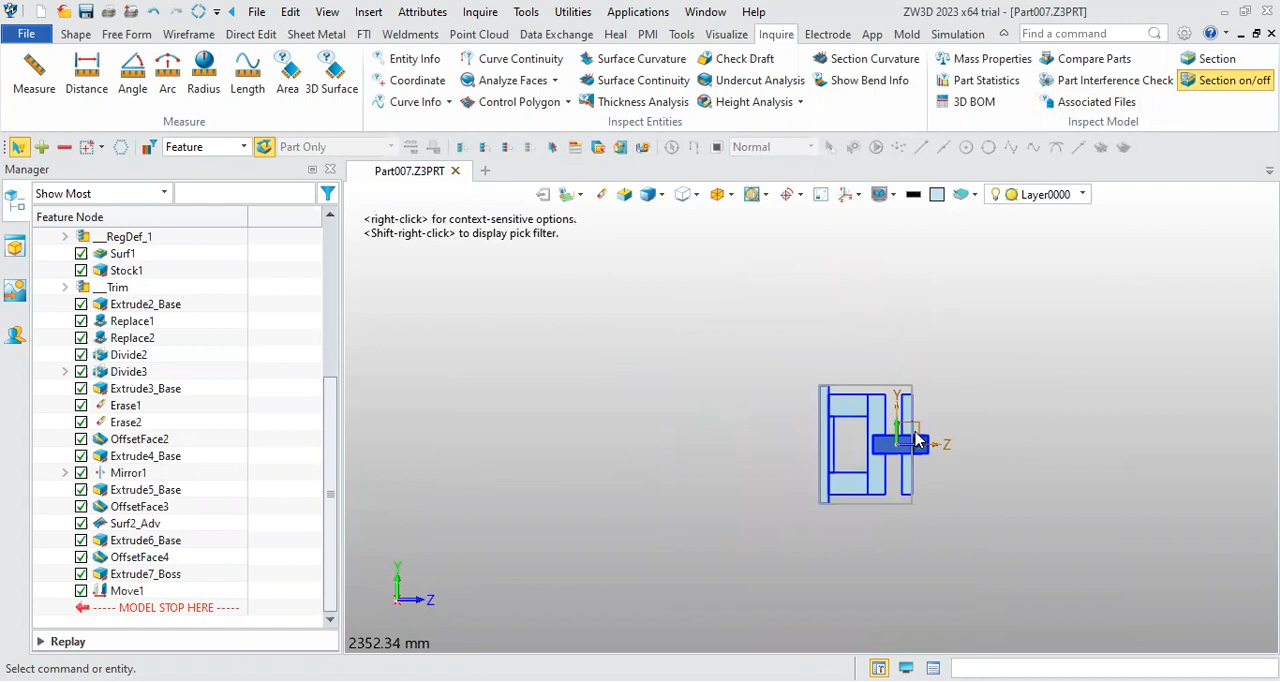 File Edit View Insert Attributes Inquire Tools Utilities Applications Window Help ZW3D 2023 x64 trial - [Part007.Z3PRT]
File Shape Free Form Wireframe Direct Edit Sheet Metal FTI Weldments Point Cloud Data Exchange Heal PMI Tools Visualize Inquire Electrode App Mold Simulation Find a command
Measure Distance Angle Arc Radius Length Area 3D Surface
Entity Info Curve Continuity Surface Curvature Check Draft Section Curvature Mass Properties Compare Parts Section
Coordinate Analyze Faces Surface Continuity Undercut Analysis Show Bend Info Part Statistics Part Interference Check Section on/off
Curve Info Control Polygon Thickness Analysis Height Analysis 3D BOM Associated Files
Measure Inspect Entities Inspect Model
Feature Part Only Normal
Manager Part007.Z3PRT
Show Most Layer0000
Feature Node
<right-click> for context-sensitive options.
<Shift-right-click> to display pick filter.
__RegDef_1
Surf1
Stock1
__Trim
Extrude2_Base
Replace1
Replace2
Divide2
Divide3
Extrude3_Base
Erase1
Erase2
OffsetFace2
Extrude4_Base
Mirror1
Extrude5_Base
OffsetFace3
Surf2_Adv
Extrude6_Base
OffsetFace4
Extrude7_Boss
Move1
----- MODEL STOP HERE -----
Replay
Y
Z
Y
Z
2352.34 mm
Select command or entity.